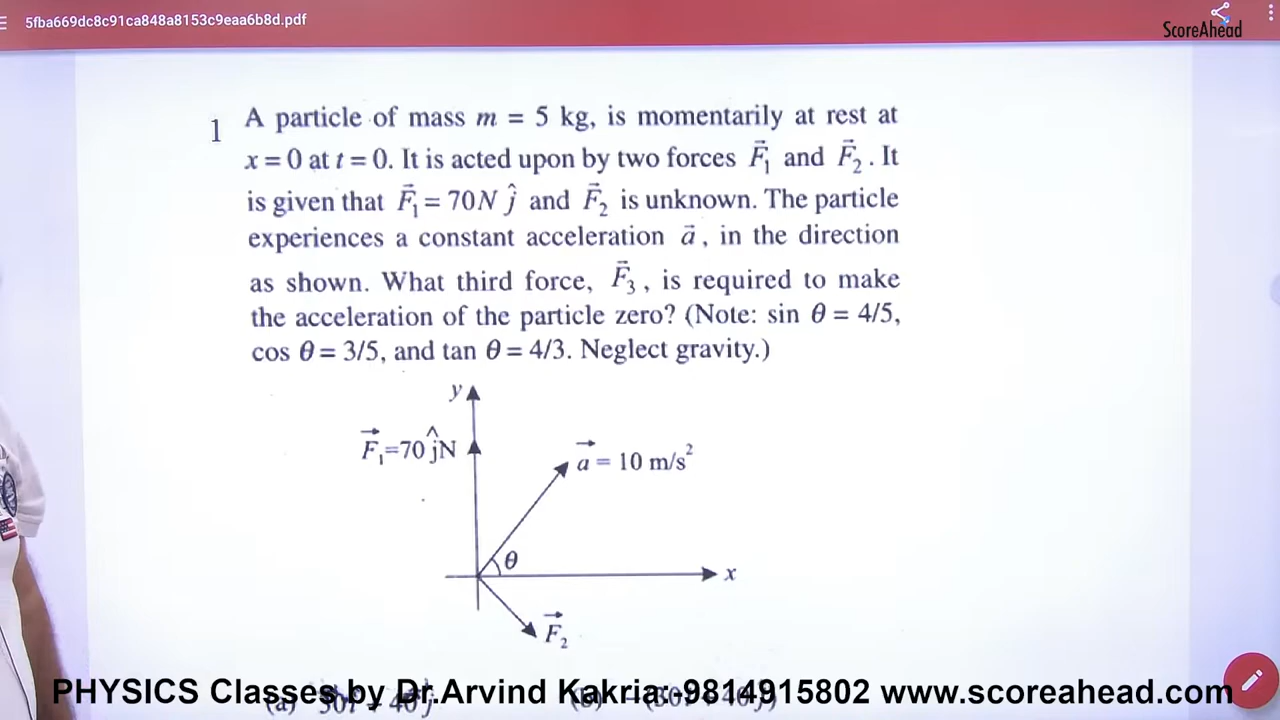 5fba669dc8c91ca848a8153c9eaa6b8d.pdf
ScoreAhead
1 A particle of mass m = 5 kg, is momentarily at rest at
x = 0 at t = 0. It is acted upon by two forces F⃗₁ and F⃗₂. It
is given that F⃗₁ = 70N ĵ and F⃗₂ is unknown. The particle
experiences a constant acceleration a⃗, in the direction
as shown. What third force, F⃗₃, is required to make
the acceleration of the particle zero? (Note: sin θ = 4/5,
cos θ = 3/5, and tan θ = 4/3. Neglect gravity.)
y
F⃗₁=70 ĵN
a⃗ = 10 m/s²
θ
x
F⃗₂
PHYSICS Classes by Dr.Arvind Kakria:-9814915802 www.scoreahead.com